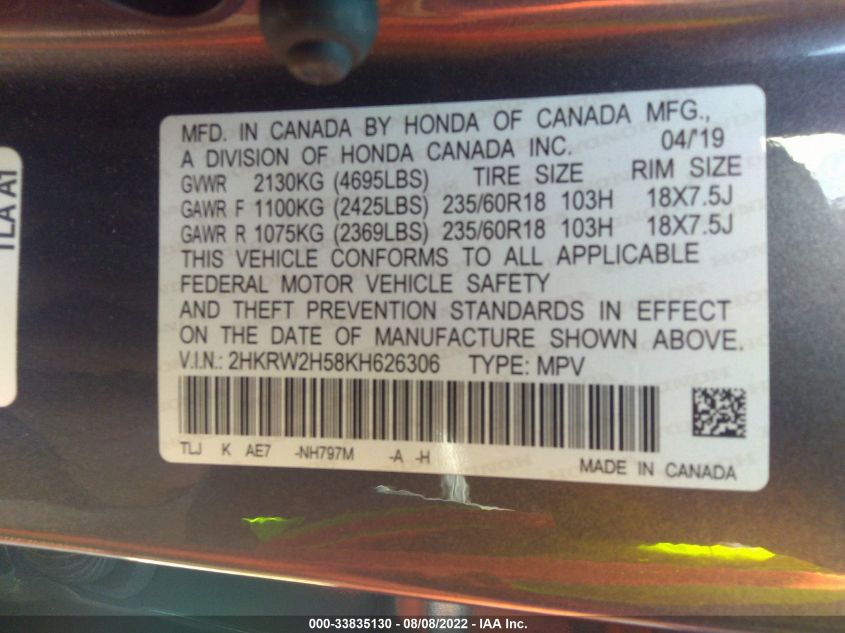 MFD. IN CANADA BY HONDA OF CANADA MFG.,
A DIVISION OF HONDA CANADA INC. 04/'19
GVWR 2130KG (4695LBS) TIRE SIZE RIM SIZE
GAWR F 1100KG (2425LBS) 235/60R18 103H 18X7.5J
GAWR R 1075KG (2369LBS) 235/60R18 103H 18X7.5J
THIS VEHICLE CONFORMS TO ALL APPLICABLE
FEDERAL MOTOR VEHICLE SAFETY
AND THEFT PREVENTION STANDARDS IN EFFECT
ON THE DATE OF MANUFACTURE SHOWN ABOVE.
V.I.N.: 2HKRW2H58KH626306 TYPE: MPV
TLJ K AE7 -NH797M -A -H
MADE IN CANADA
TLA A1
000-33835130 - 08/08/2022 - IAA Inc.